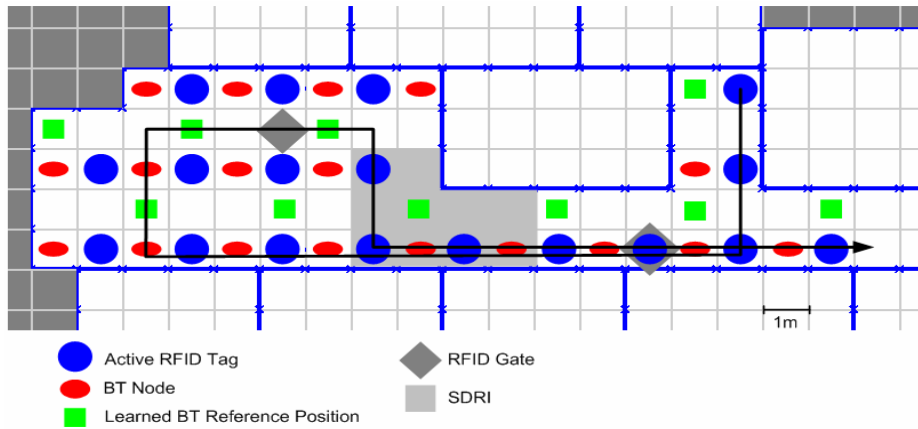 1m
Active RFID Tag
RFID Gate
BT Node
SDRI
Learned BT Reference Position